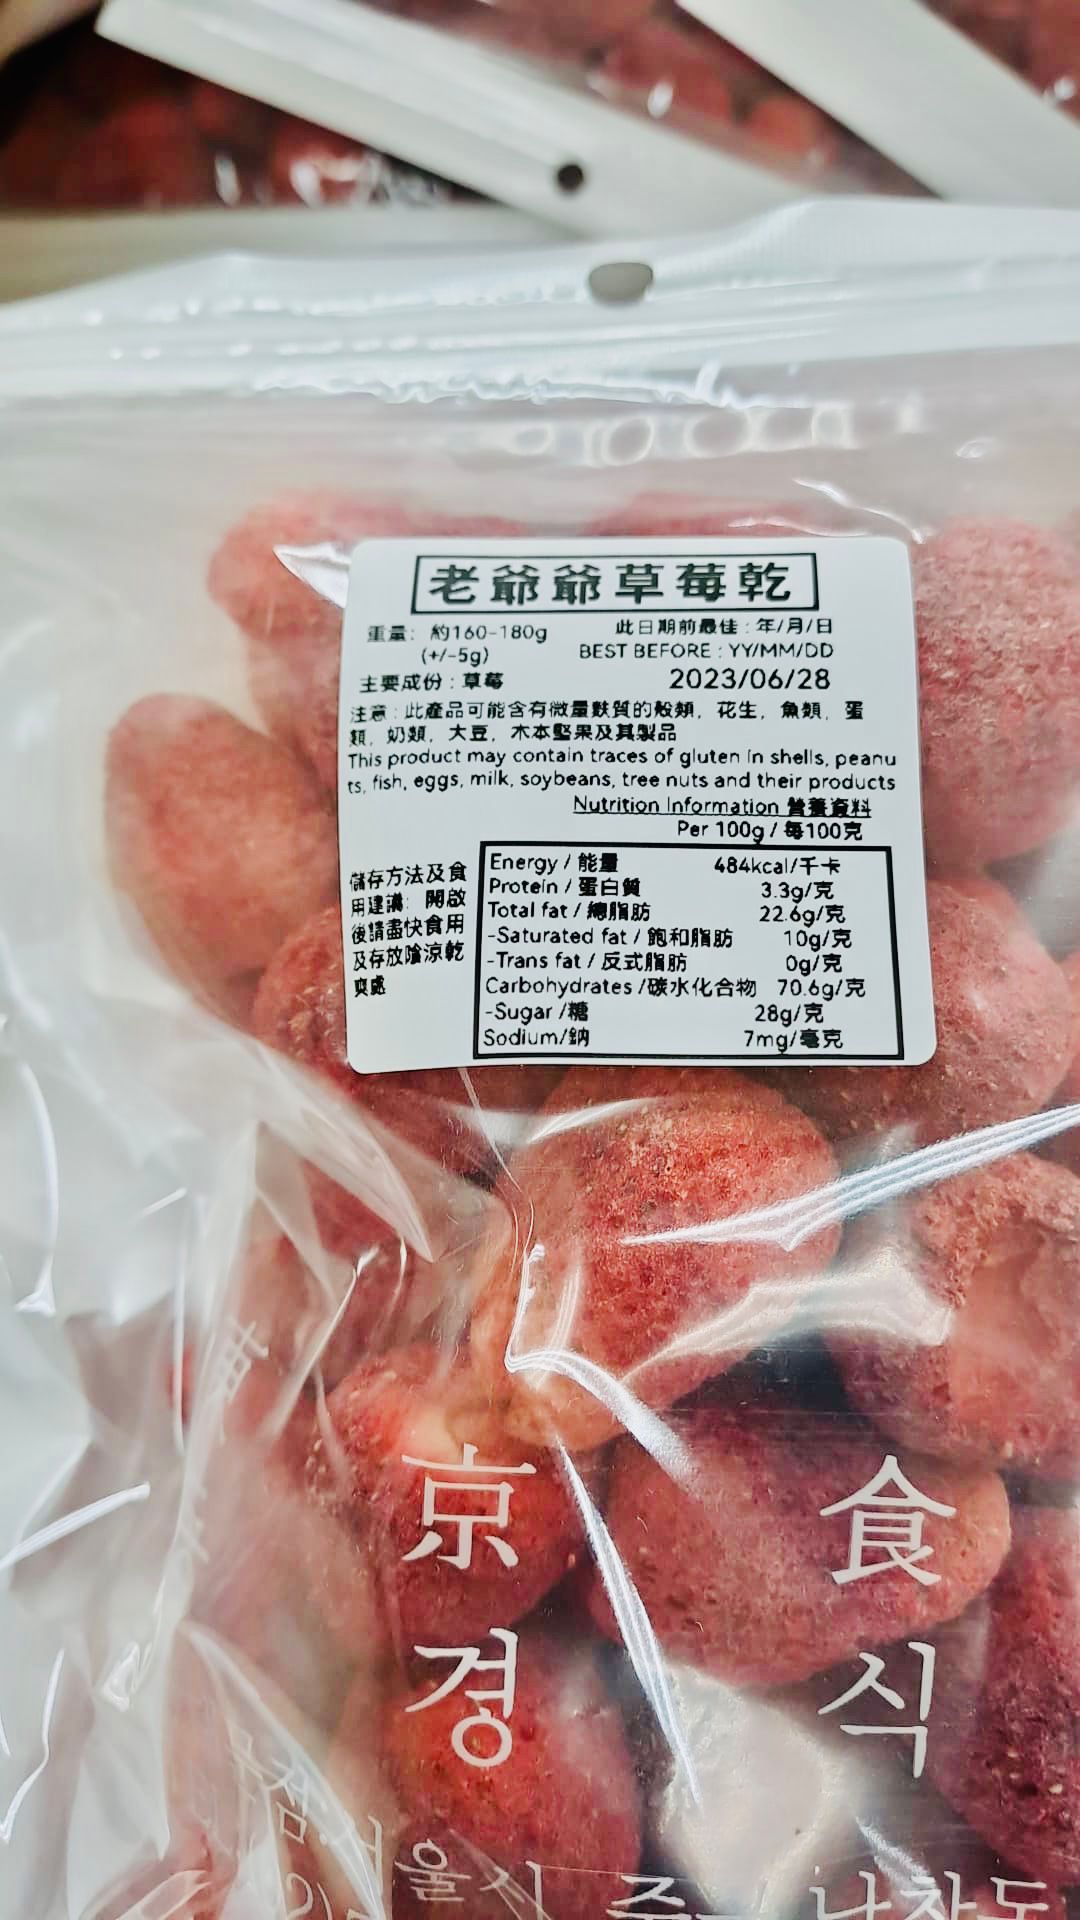 老爺爺草莓乾
重量: 約160-180g
(+/-5g)
此日期前最佳 : 年/月/日
BEST BEFORE : YY/MM/DD
2023/06/28
主要成份 : 草莓
注意 : 此產品可能含有微量麩質的殼類, 花生, 魚類, 蛋
類, 奶類, 大豆, 木本堅果及其製品
This product may contain traces of gluten in shells, peanu
ts, fish, eggs, milk, soybeans, tree nuts and their products
Nutrition Information 營養資料
Per 100g / 每100克
儲存方法及食
用建議: 開啟
後請盡快食用
及存放陰涼乾
爽處
Energy / 能量 484kcal/千卡
Protein / 蛋白質 3.3g/克
Total fat / 總脂肪 22.6g/克
-Saturated fat / 飽和脂肪 10g/克
-Trans fat / 反式脂肪 0g/克
Carbohydrates /碳水化合物 70.6g/克
-Sugar /糖 28g/克
Sodium/鈉 7mg/毫克
京 食
경 식